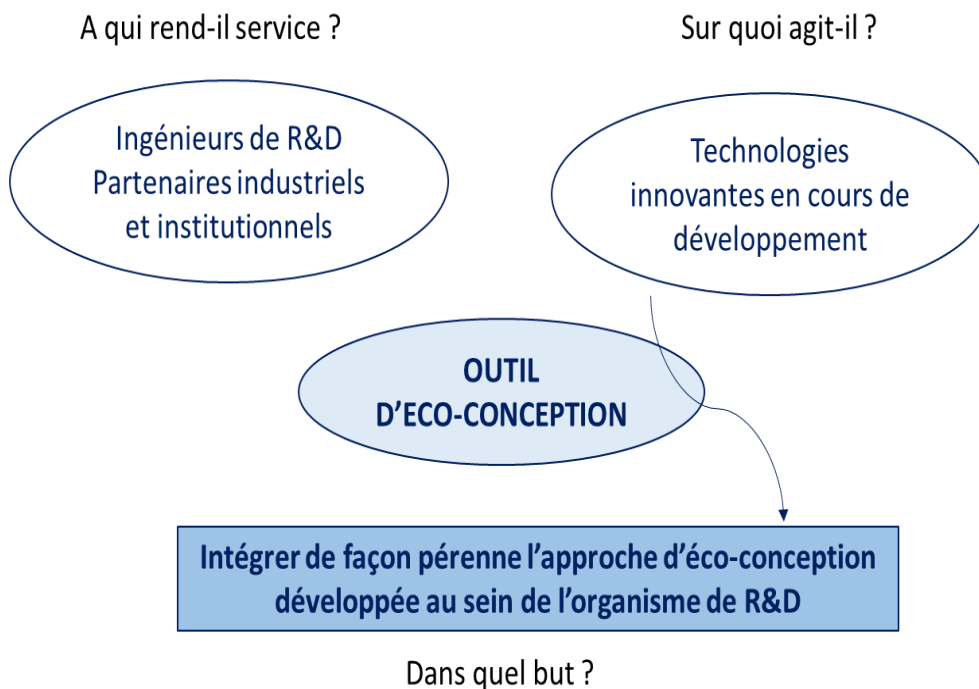 A qui rend-il service ?
Sur quoi agit-il ?
Ingénieurs de R&D
Partenaires industriels
et institutionnels
Technologies
innovantes en cours de
développement
OUTIL
D’ECO-CONCEPTION
Intégrer de façon pérenne l’approche d’éco-conception
développée au sein de l’organisme de R&D
Dans quel but ?